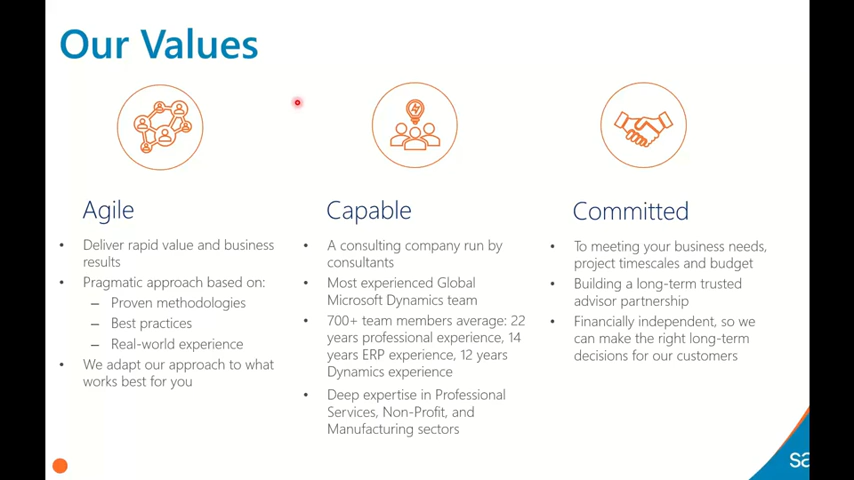 Our Values
Agile
• Deliver rapid value and business
results
• Pragmatic approach based on:
– Proven methodologies
– Best practices
– Real-world experience
• We adapt our approach to what
works best for you
Capable
• A consulting company run by
consultants
• Most experienced Global
Microsoft Dynamics team
• 700+ team members average: 22
years professional experience, 14
years ERP experience, 12 years
Dynamics experience
• Deep expertise in Professional
Services, Non-Profit, and
Manufacturing sectors
Committed
• To meeting your business needs,
project timescales and budget
• Building a long-term trusted
advisor partnership
• Financially independent, so we
can make the right long-term
decisions for our customers